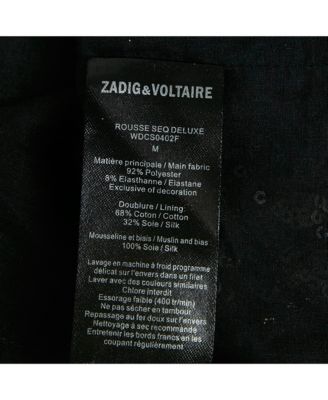 ZADIG&VOLTAIRE
ROUSSE SEQ DELUXE
WDCS0402F
M
Matière principale / Main fabric
92% Polyester
8% Elasthanne / Elastane
Exclusive of decoration
Doublure / Lining:
68% Coton / Cotton
32% Soie / Silk
Mousseline et biais / Muslin and bias
100% Soie / Silk
Lavage en machine à froid programme
délicat sur l'envers dans un filet
Laver avec des couleurs similaires
Chlore interdit
Essorage faible (400 tr/min)
Ne pas sécher en tambour
Repassage au fer doux sur l'envers
Nettoyage à sec recommandé
Entretenir les bords francs en les
coupant régulièrement